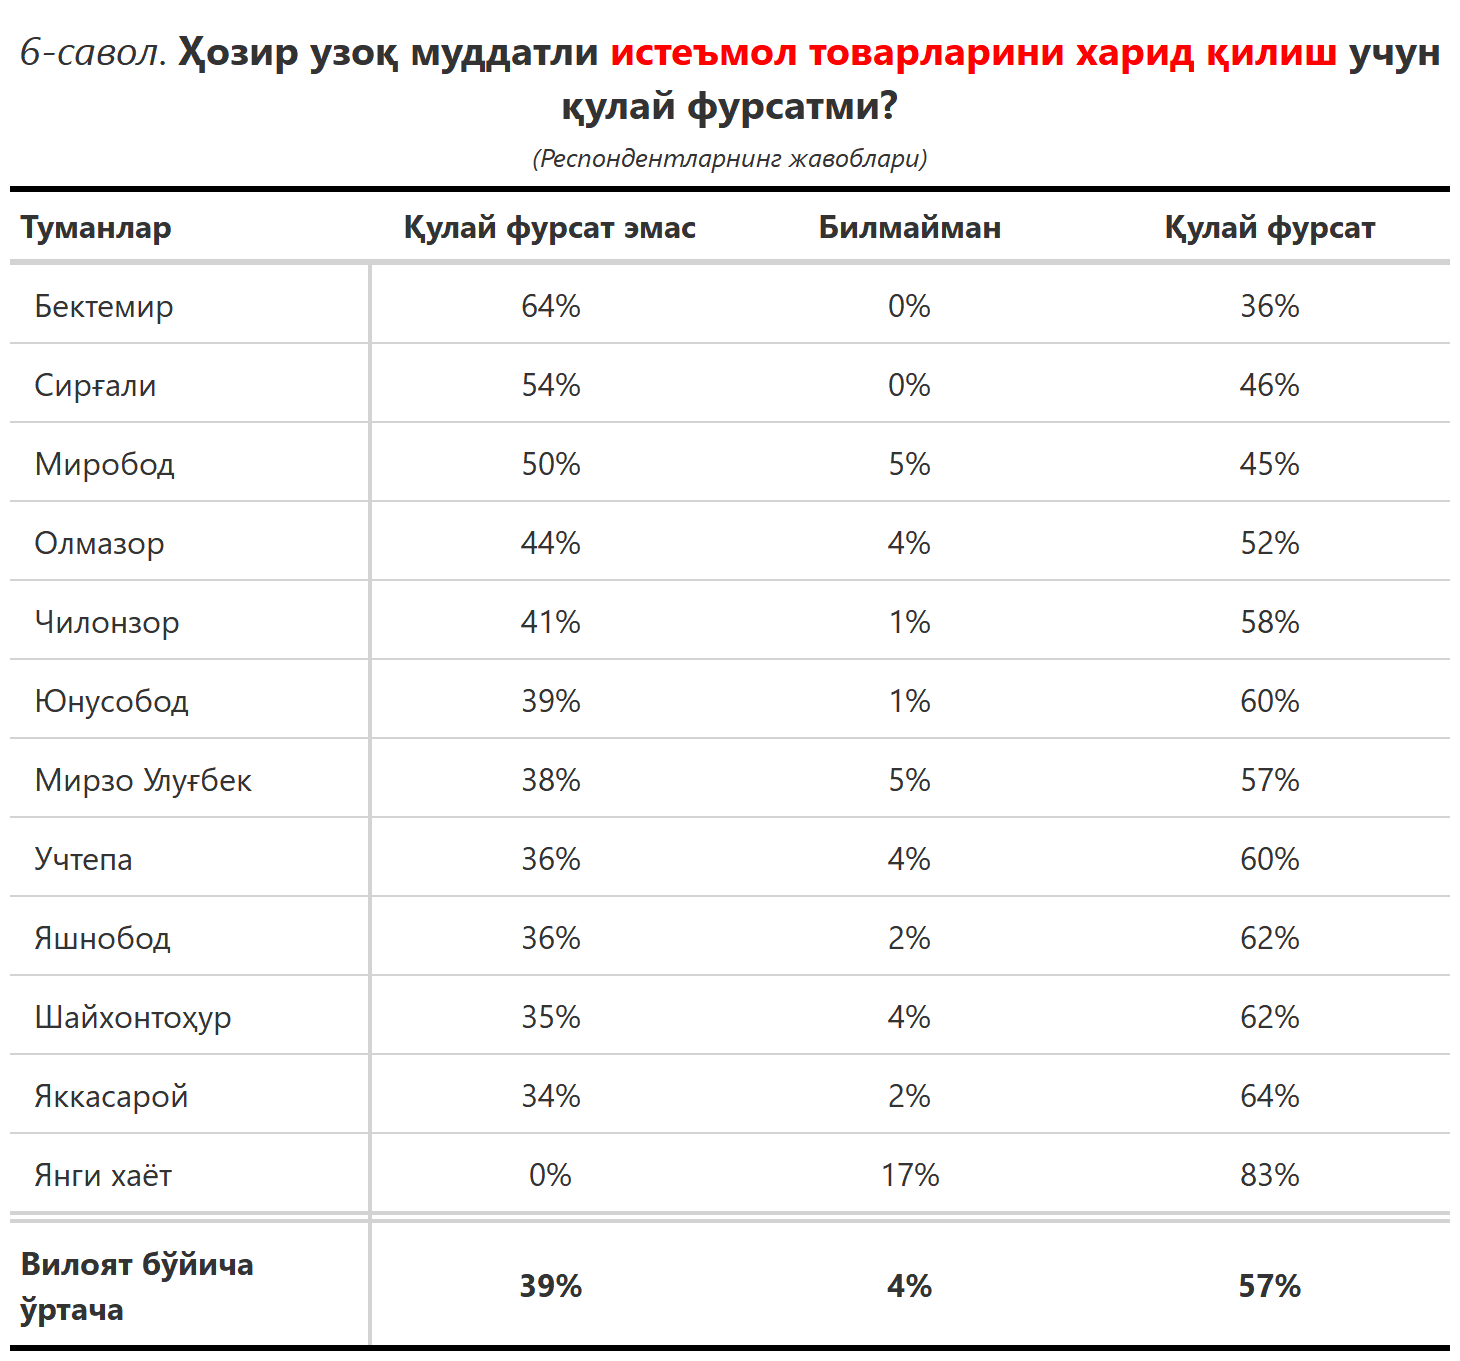 6-савол. Ҳозир узоқ муддатли истеъмол товарларини харид қилиш учун
қулай фурсатми?
(Респондентларнинг жавоблари)
Туманлар Қулай фурсат эмас Билмайман Қулай фурсат
Бектемир 64% 0% 36%
Сирғали 54% 0% 46%
Миробод 50% 5% 45%
Олмазор 44% 4% 52%
Чилонзор 41% 1% 58%
Юнусобод 39% 1% 60%
Мирзо Улуғбек 38% 5% 57%
Учтепа 36% 4% 60%
Яшнобод 36% 2% 62%
Шайхонтоҳур 35% 4% 62%
Яккасарой 34% 2% 64%
Янги хаёт 0% 17% 83%
Вилоят бўйича
ўртача 39% 4% 57%